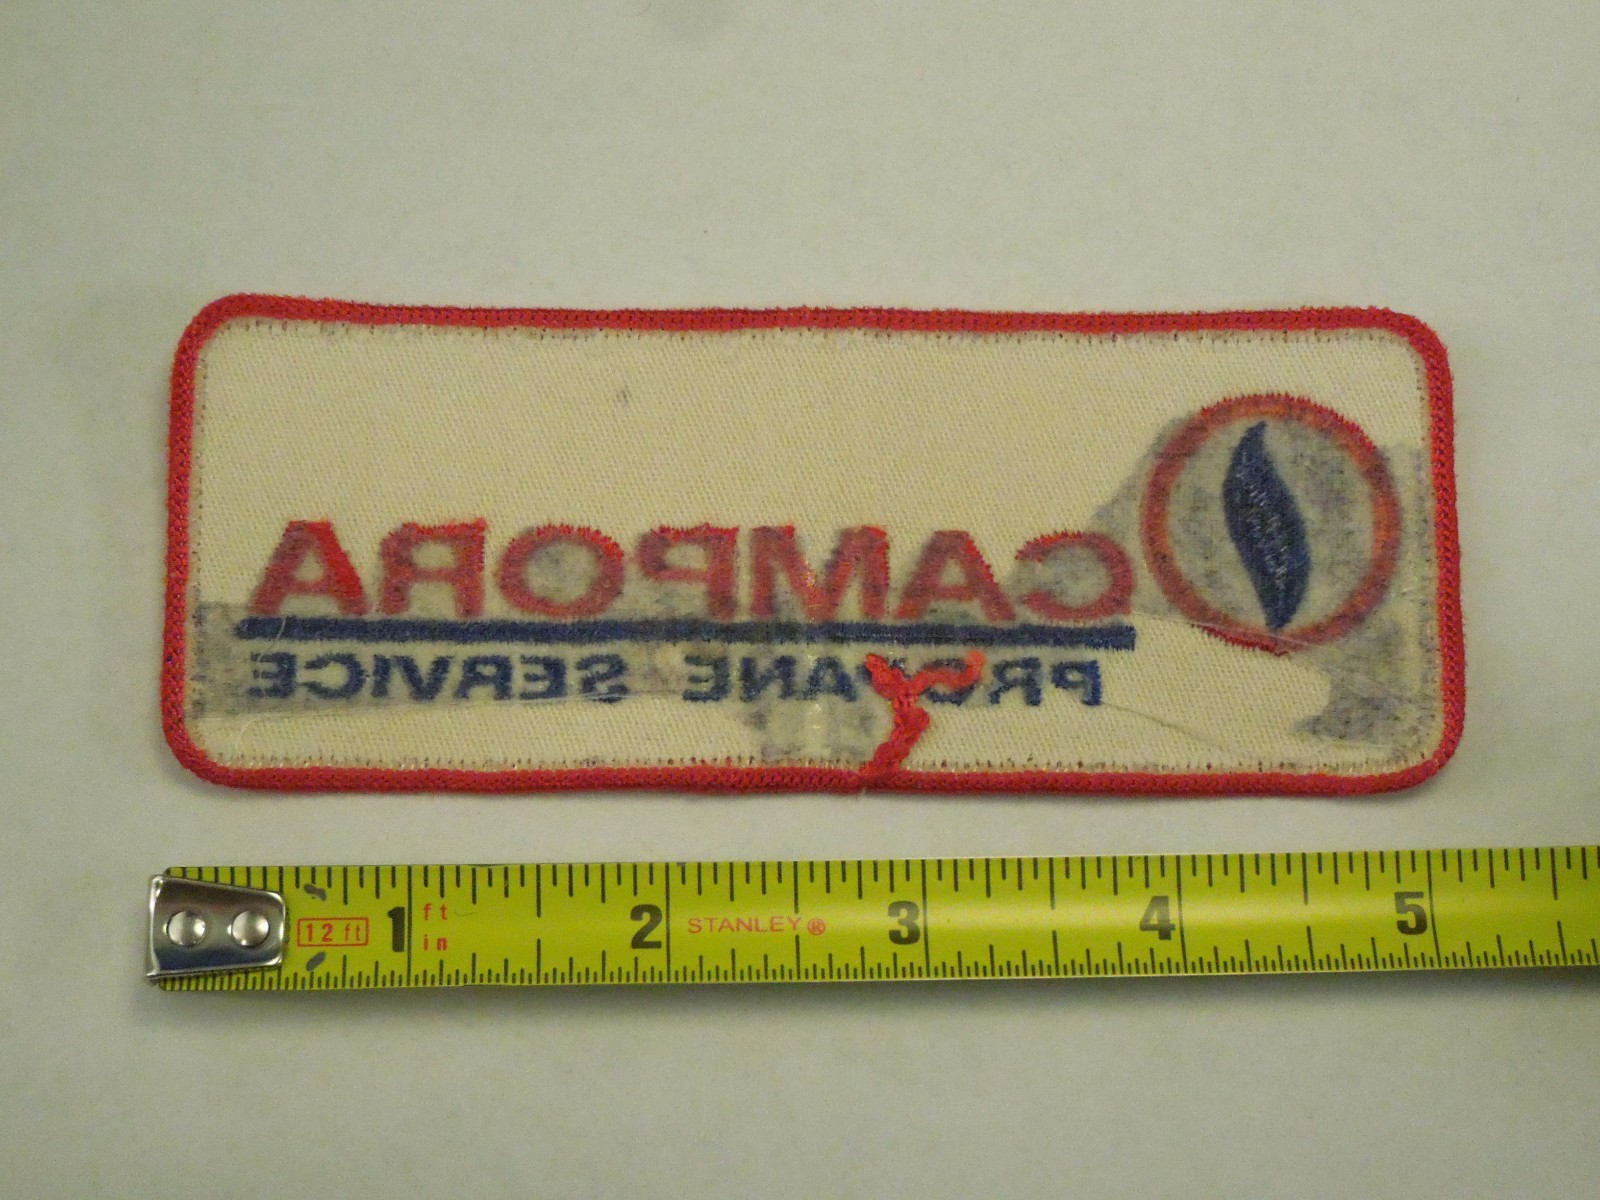 CAMPORA
PROPANE SERVICE
12 ft 1 ft in 2 STANLEY® 3 4 5